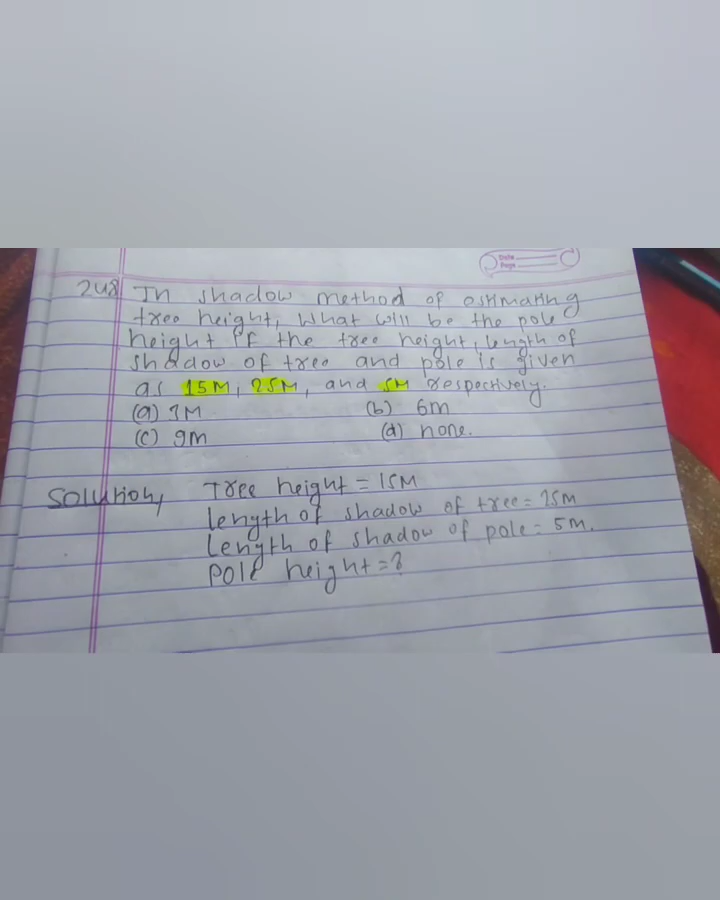 Date
Page
248 In shadow method of estimating
tree height, What will be the pole
height if the tree height, length of
shadow of tree and pole is given
as 15M, 25M, and 5M respectively.
(a) 3M (b) 6m
(c) 9m (d) none.
Solution, Tree height = 15M
length of shadow of tree = 25m
Length of shadow of pole = 5m.
Pole height = ?